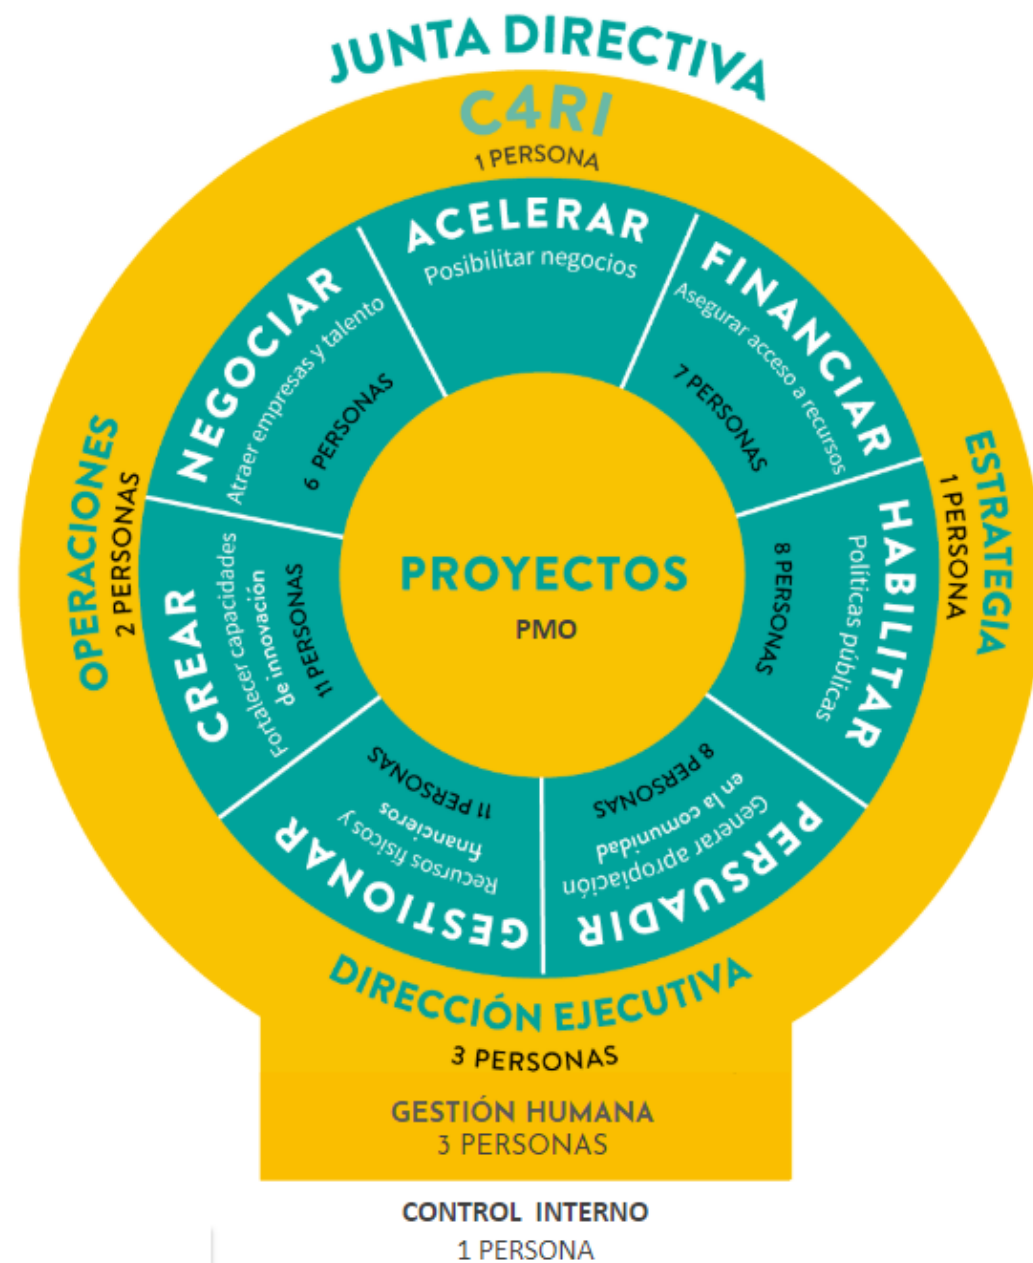 JUNTA DIRECTIVA
C4RI
1 PERSONA
ACELERAR
Posibilitar negocios
FINANCIAR
Asegurar acceso a recursos
7 PERSONAS
HABILITAR
Políticas públicas
8 PERSONAS
PERSUADIR
Generar apropiación
en la comunidad
8 PERSONAS
GESTIONAR
Recursos físicos y
financieros
11 PERSONAS
CREAR
Fortalecer capacidades
de innovación
11 PERSONAS
NEGOCIAR
Atraer empresas y talento
6 PERSONAS
OPERACIONES
2 PERSONAS
ESTRATEGIA
1 PERSONA
PROYECTOS
PMO
DIRECCIÓN EJECUTIVA
3 PERSONAS
GESTIÓN HUMANA
3 PERSONAS
CONTROL INTERNO
1 PERSONA